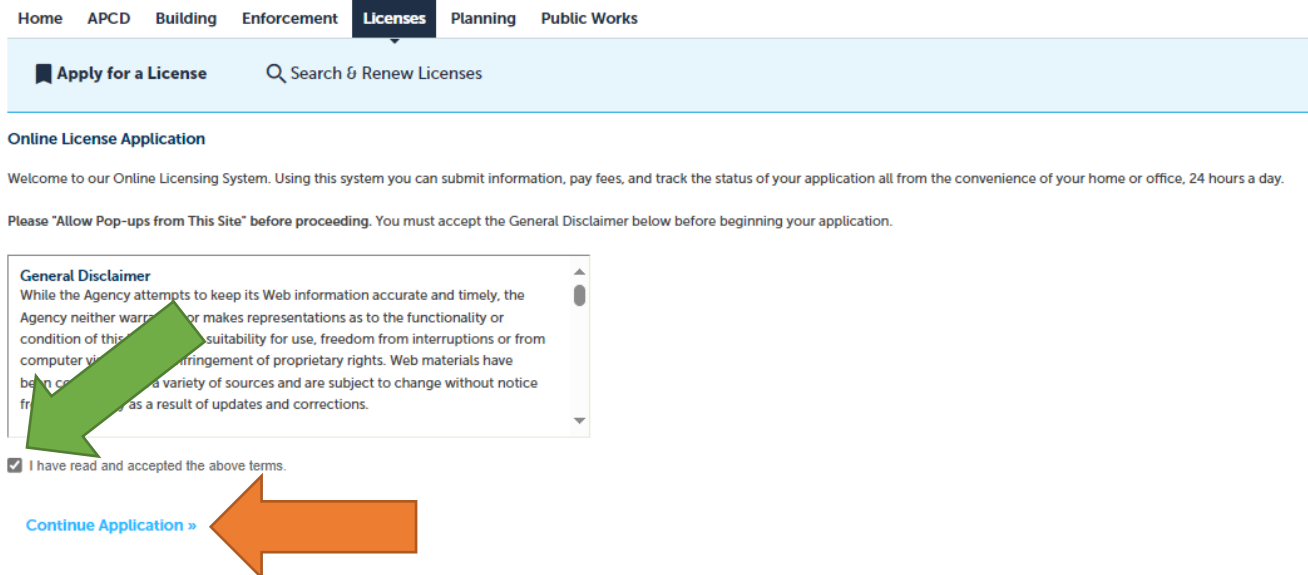 Home APCD Building Enforcement Licenses Planning Public Works
Apply for a License Search & Renew Licenses
Online License Application
Welcome to our Online Licensing System. Using this system you can submit information, pay fees, and track the status of your application all from the convenience of your home or office, 24 hours a day.
Please "Allow Pop-ups from This Site" before proceeding. You must accept the General Disclaimer below before beginning your application.
General Disclaimer
While the Agency attempts to keep its Web information accurate and timely, the
Agency neither or makes representations as to the functionality or
condition of this suitability for use, freedom from interruptions or from
computer of proprietary rights. Web materials have
a variety of sources and are subject to change without notice
as a result of updates and corrections.
I have read and accepted the above terms.
Continue Application »